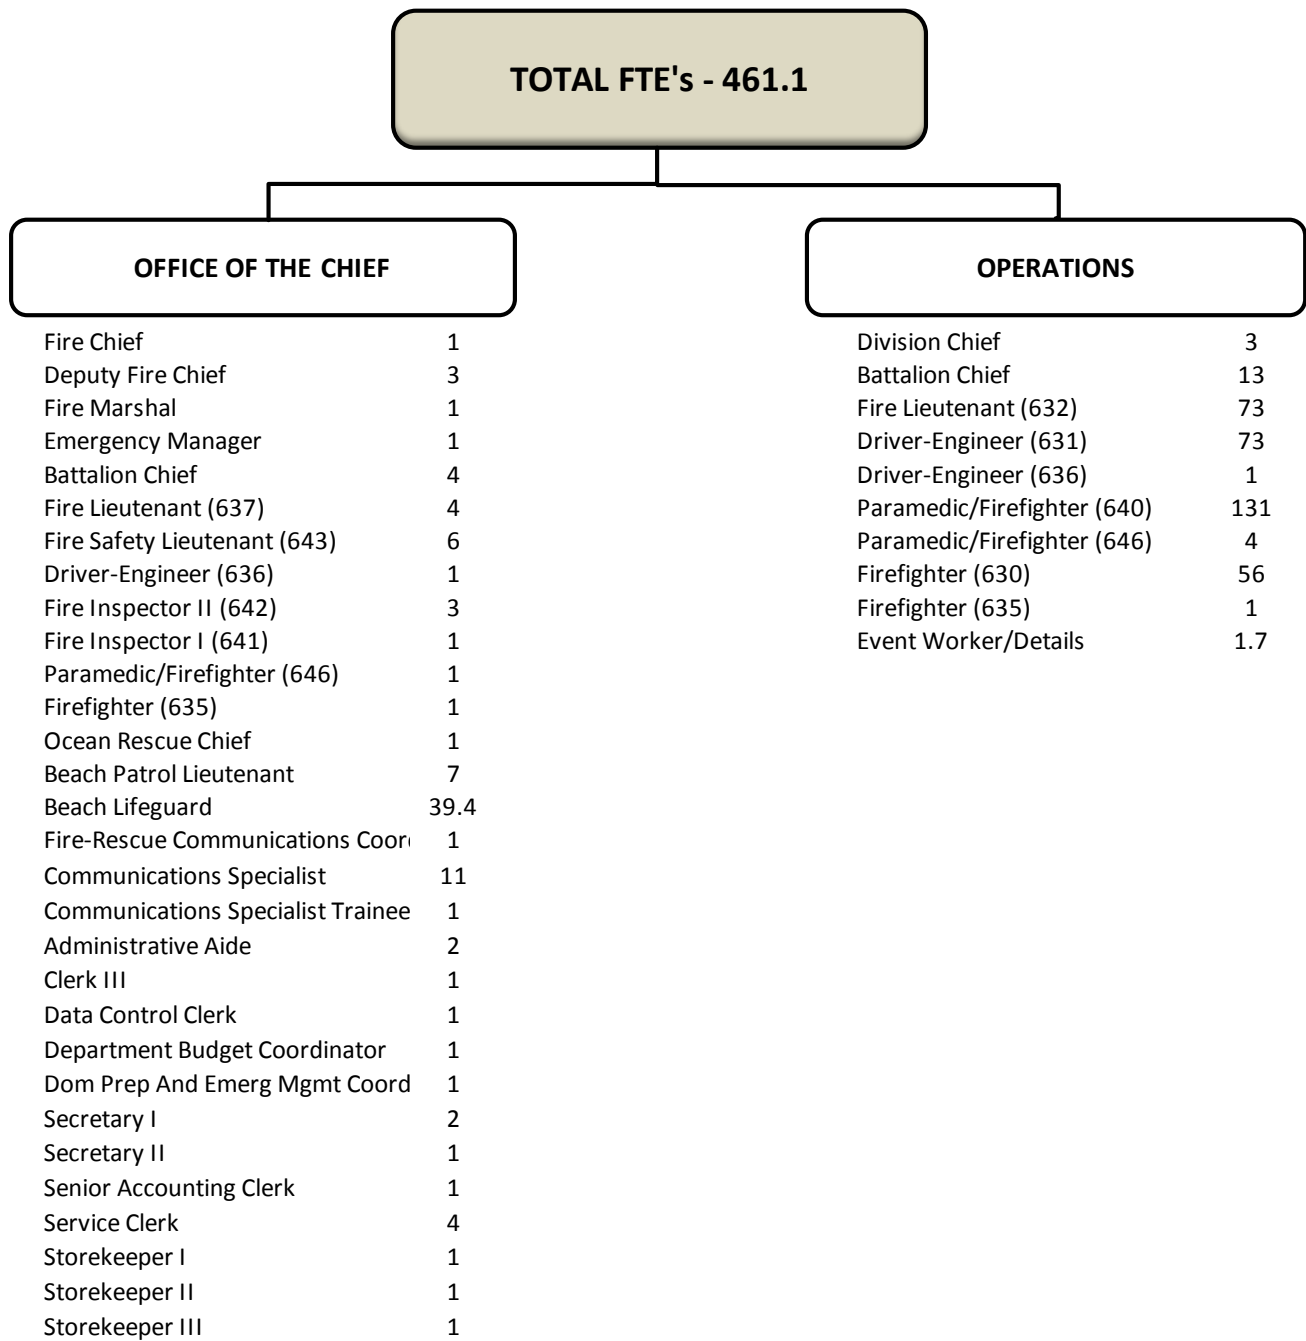 TOTAL FTE's - 461.1
OFFICE OF THE CHIEF
Fire Chief 1
Deputy Fire Chief 3
Fire Marshal 1
Emergency Manager 1
Battalion Chief 4
Fire Lieutenant (637) 4
Fire Safety Lieutenant (643) 6
Driver-Engineer (636) 1
Fire Inspector II (642) 3
Fire Inspector I (641) 1
Paramedic/Firefighter (646) 1
Firefighter (635) 1
Ocean Rescue Chief 1
Beach Patrol Lieutenant 7
Beach Lifeguard 39.4
Fire-Rescue Communications Coor 1
Communications Specialist 11
Communications Specialist Trainee 1
Administrative Aide 2
Clerk III 1
Data Control Clerk 1
Department Budget Coordinator 1
Dom Prep And Emerg Mgmt Coord 1
Secretary I 2
Secretary II 1
Senior Accounting Clerk 1
Service Clerk 4
Storekeeper I 1
Storekeeper II 1
Storekeeper III 1
OPERATIONS
Division Chief 3
Battalion Chief 13
Fire Lieutenant (632) 73
Driver-Engineer (631) 73
Driver-Engineer (636) 1
Paramedic/Firefighter (640) 131
Paramedic/Firefighter (646) 4
Firefighter (630) 56
Firefighter (635) 1
Event Worker/Details 1.7